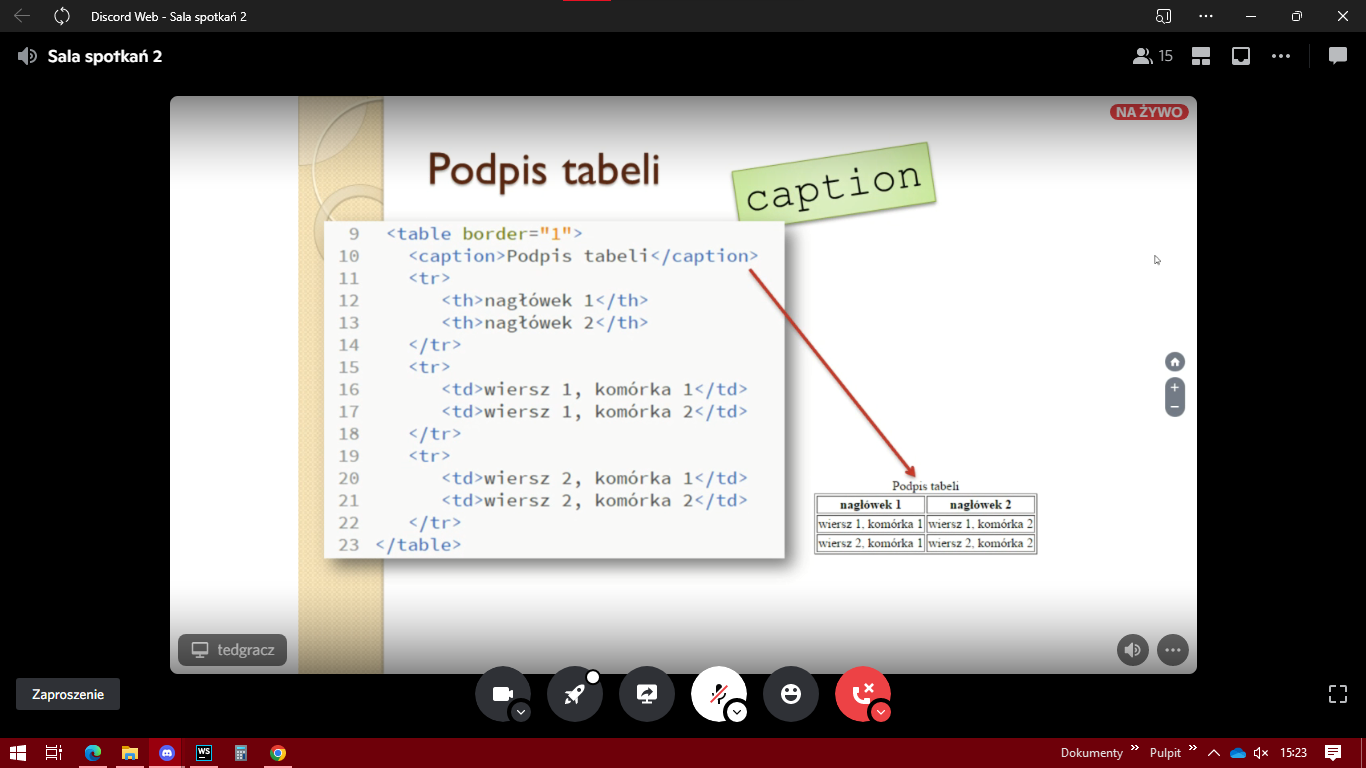 Discord Web - Sala spotkań 2
Sala spotkań 2
15
NA ŻYWO
Podpis tabeli
caption
9 <table border="1">
10 <caption>Podpis tabeli</caption>
11 <tr>
12 <th>nagłówek 1</th>
13 <th>nagłówek 2</th>
14 </tr>
15 <tr>
16 <td>wiersz 1, komórka 1</td>
17 <td>wiersz 1, komórka 2</td>
18 </tr>
19 <tr>
20 <td>wiersz 2, komórka 1</td>
21 <td>wiersz 2, komórka 2</td>
22 </tr>
23 </table>
Podpis tabeli
nagłówek 1 nagłówek 2
wiersz 1, komórka 1 wiersz 1, komórka 2
wiersz 2, komórka 1 wiersz 2, komórka 2
tedgracz
Zaproszenie
WS
Dokumenty Pulpit 15:23